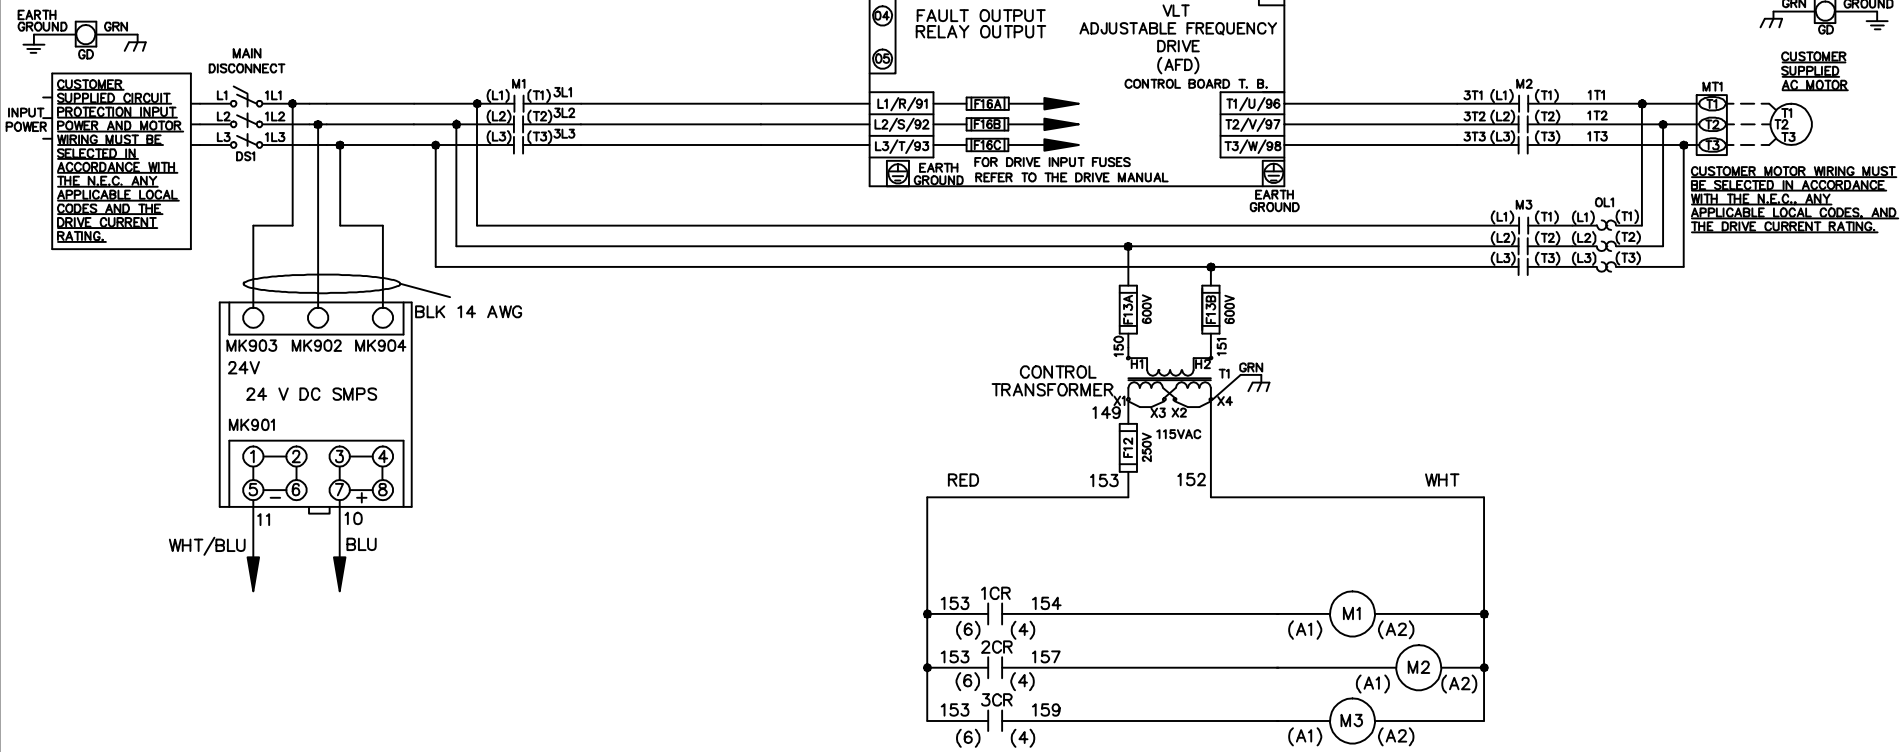 EARTH
GROUND
GRN
GD
MAIN
DISCONNECT
INPUT
POWER
CUSTOMER
SUPPLIED CIRCUIT
PROTECTION INPUT
POWER AND MOTOR
WIRING MUST BE
SELECTED IN
ACCORDANCE WITH
THE N.E.C. ANY
APPLICABLE LOCAL
CODES AND THE
DRIVE CURRENT
RATING.
L1 1L1
L2 1L2
L3 1L3
DS1
M1
(L1) (T1) 3L1
(L2) (T2) 3L2
(L3) (T3) 3L3
04
05
FAULT OUTPUT
RELAY OUTPUT
VLT
ADJUSTABLE FREQUENCY
DRIVE
(AFD)
CONTROL BOARD T. B.
L1/R/91 F16A T1/U/96
L2/S/92 F16B T2/V/97
L3/T/93 F16C T3/W/98
EARTH
GROUND
FOR DRIVE INPUT FUSES
REFER TO THE DRIVE MANUAL
EARTH
GROUND
M2
3T1 (L1) (T1) 1T1
3T2 (L2) (T2) 1T2
3T3 (L3) (T3) 1T3
GRN GROUND
GD
CUSTOMER
SUPPLIED
AC MOTOR
MT1
T1 T1
T2 T2
T3 T3
CUSTOMER MOTOR WIRING MUST
BE SELECTED IN ACCORDANCE
WITH THE N.E.C., ANY
APPLICABLE LOCAL CODES, AND
THE DRIVE CURRENT RATING.
M3 OL1
(L1) (T1) (L1) (T1)
(L2) (T2) (L2) (T2)
(L3) (T3) (L3) (T3)
BLK 14 AWG
MK903 MK902 MK904
24V
24 V DC SMPS
MK901
1 2 3 4
5 − 6 7 + 8
11 10
WHT/BLU BLU
F13A 600V F13B 600V
150 151
H1 H2
CONTROL
TRANSFORMER
T1 GRN
X1 X3 X2 X4
149
115VAC
F12 250V
RED 153 152 WHT
1CR
153 154 M1
(6) (4) (A1) (A2)
2CR
153 157 M2
(6) (4) (A1) (A2)
3CR
153 159 M3
(6) (4) (A1) (A2)